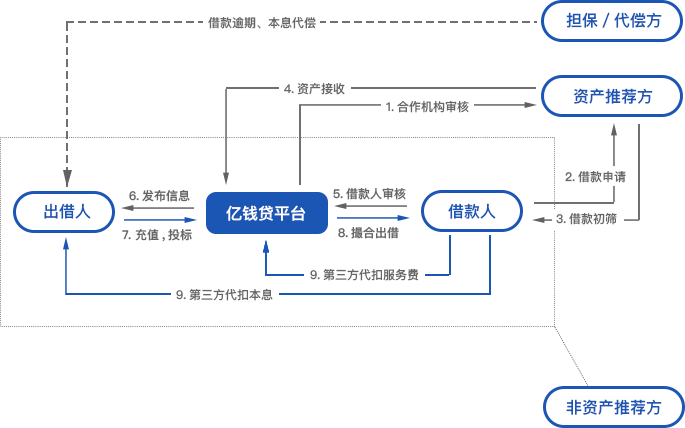 担保 / 代偿方
借款逾期、本息代偿
4. 资产接收
资产推荐方
1. 合作机构审核
2. 借款申请
6. 发布信息
5. 借款人审核
出借人
亿钱贷平台
借款人
3. 借款初筛
7. 充值 , 投标
8. 撮合出借
9. 第三方代扣服务费
9. 第三方代扣本息
非资产推荐方